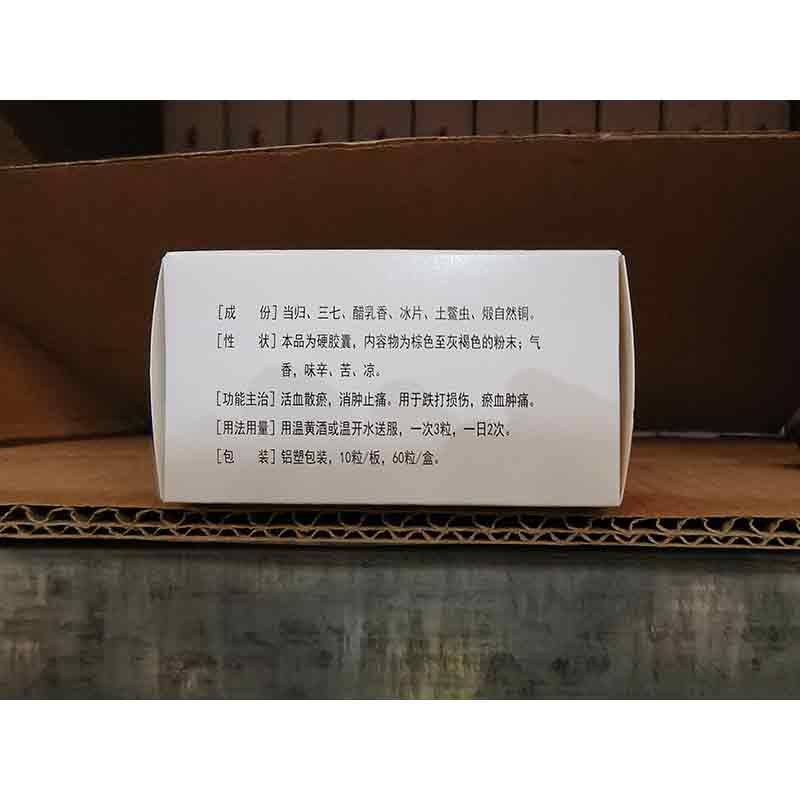 [成　份]当归、三七、醋乳香、冰片、土鳖虫、煅自然铜。
[性　状]本品为硬胶囊，内容物为棕色至灰褐色的粉末；气
香，味辛、苦、凉。
[功能主治]活血散瘀，消肿止痛。用于跌打损伤，瘀血肿痛。
[用法用量]用温黄酒或温开水送服，一次3粒，一日2次。
[包　装]铝塑包装，10粒/板，60粒/盒。